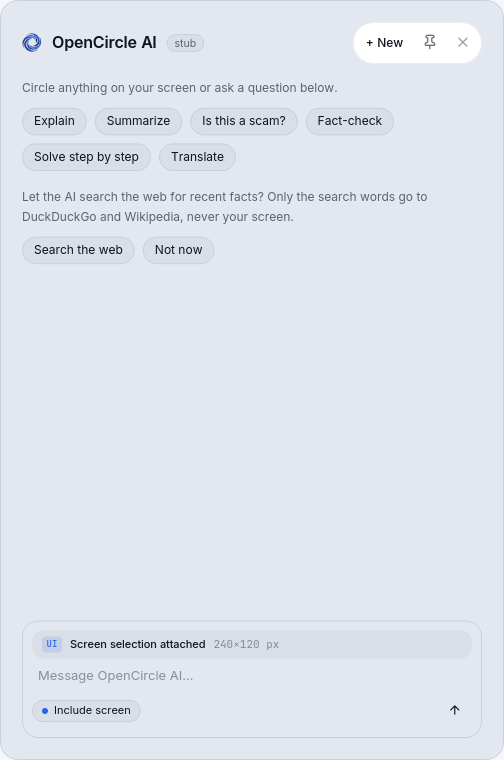 OpenCircle AI stub + New
Circle anything on your screen or ask a question below.
Explain Summarize Is this a scam? Fact-check
Solve step by step Translate
Let the AI search the web for recent facts? Only the search words go to
DuckDuckGo and Wikipedia, never your screen.
Search the web Not now
UI Screen selection attached 240×120 px
Message OpenCircle AI...
Include screen